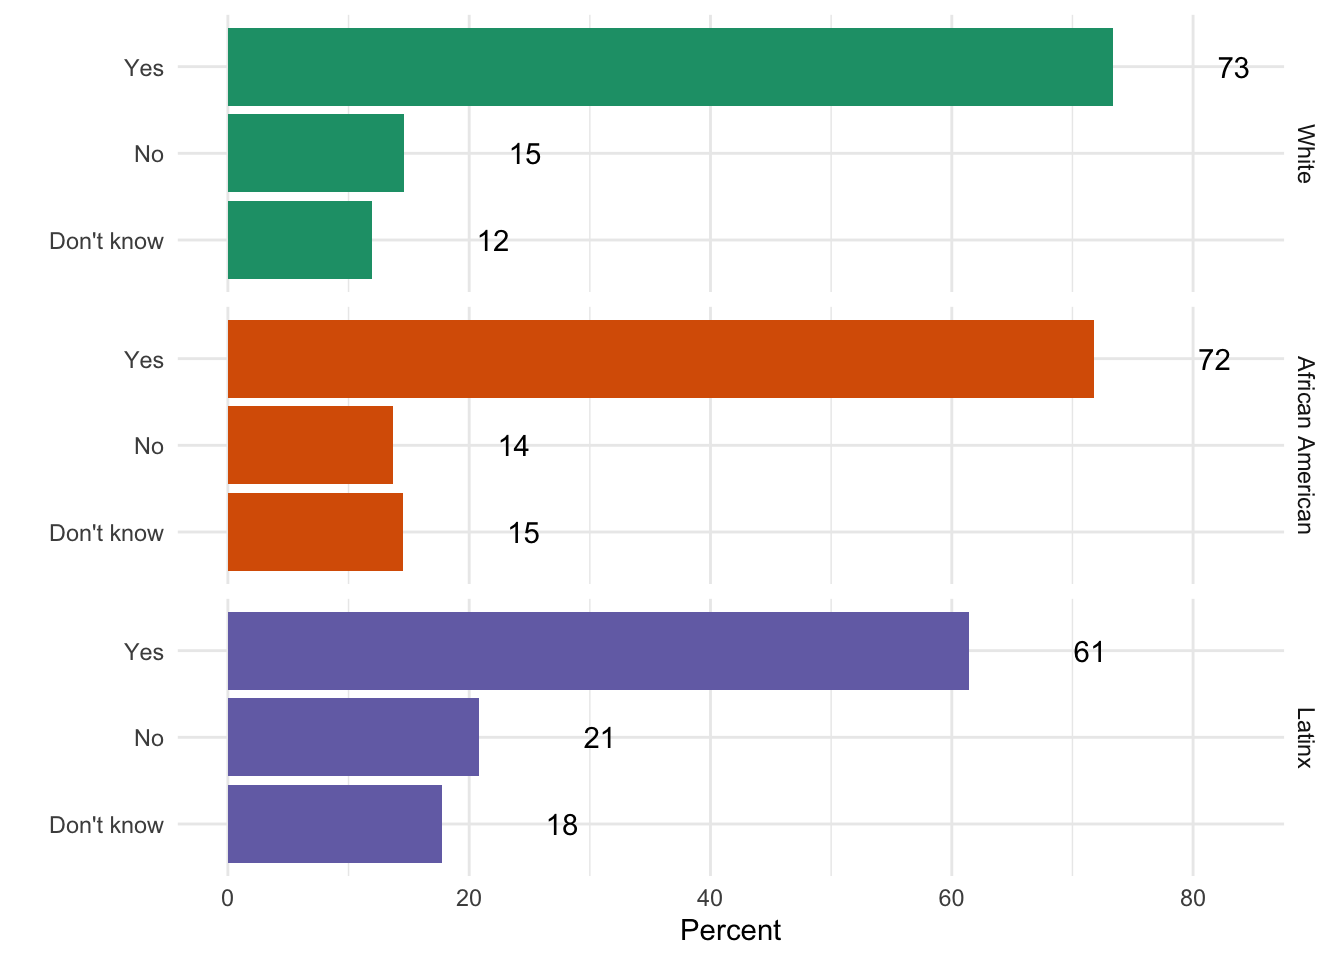 Yes 73
No 15
Don't know 12
White
Yes 72
No 14
Don't know 15
African American
Yes 61
No 21
Don't know 18
Latinx
0 20 40 60 80
Percent